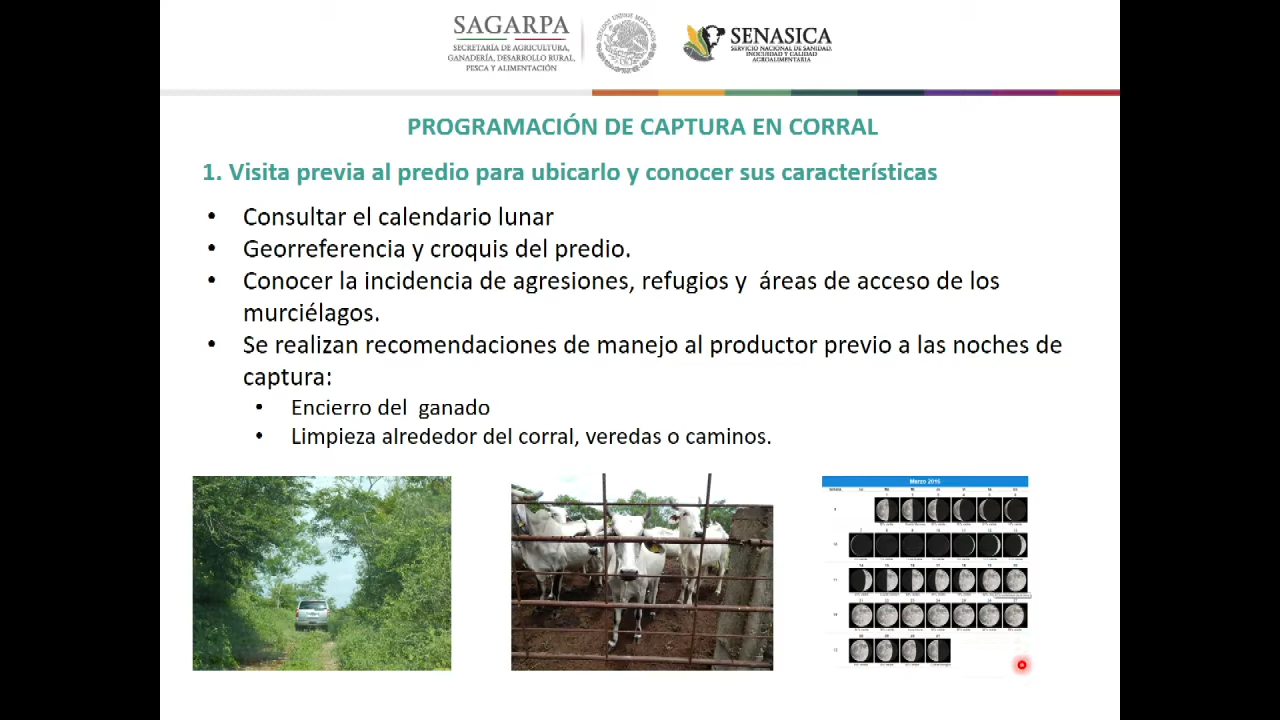 SAGARPA
SECRETARÍA DE AGRICULTURA,
GANADERÍA, DESARROLLO RURAL,
PESCA Y ALIMENTACIÓN
ESTADOS UNIDOS MEXICANOS
SENASICA
SERVICIO NACIONAL DE SANIDAD,
INOCUIDAD Y CALIDAD
AGROALIMENTARIA
PROGRAMACIÓN DE CAPTURA EN CORRAL
1. Visita previa al predio para ubicarlo y conocer sus características
• Consultar el calendario lunar
• Georreferencia y croquis del predio.
• Conocer la incidencia de agresiones, refugios y áreas de acceso de los
murciélagos.
• Se realizan recomendaciones de manejo al productor previo a las noches de
captura:
• Encierro del ganado
• Limpieza alrededor del corral, veredas o caminos.
Marzo 2016